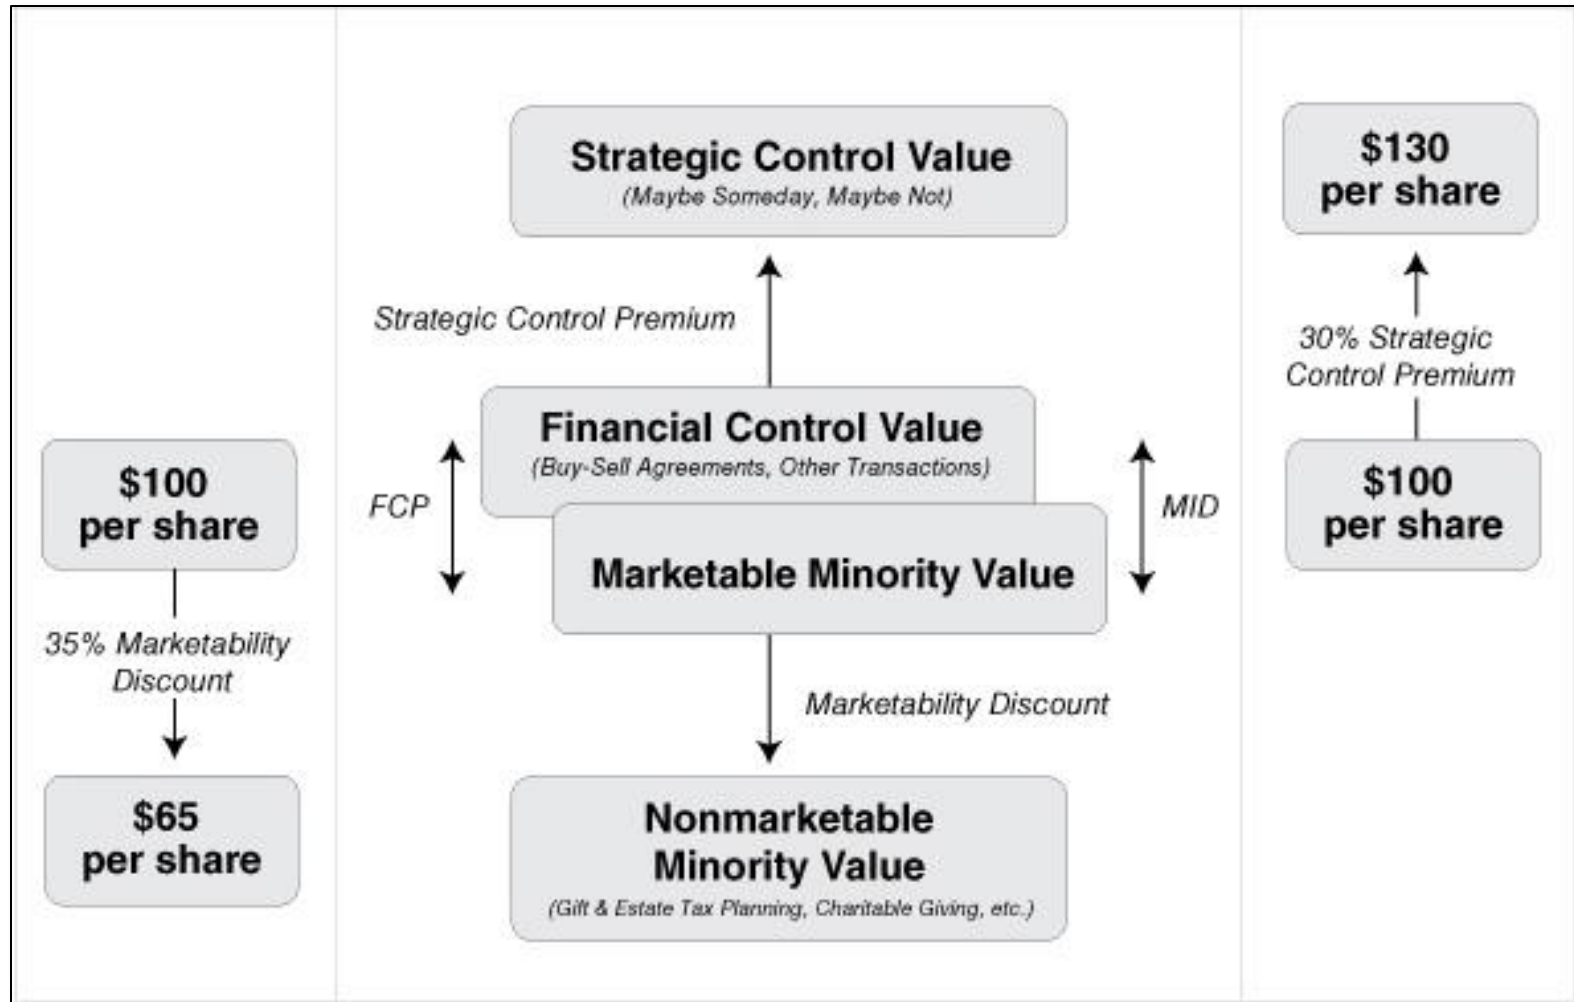 Strategic Control Value
(Maybe Someday, Maybe Not)
$130
per share
Strategic Control Premium
30% Strategic
Control Premium
Financial Control Value
(Buy-Sell Agreements, Other Transactions)
$100
per share
FCP
MID
$100
per share
Marketable Minority Value
35% Marketability
Discount
Marketability Discount
$65
per share
Nonmarketable
Minority Value
(Gift & Estate Tax Planning, Charitable Giving, etc.)